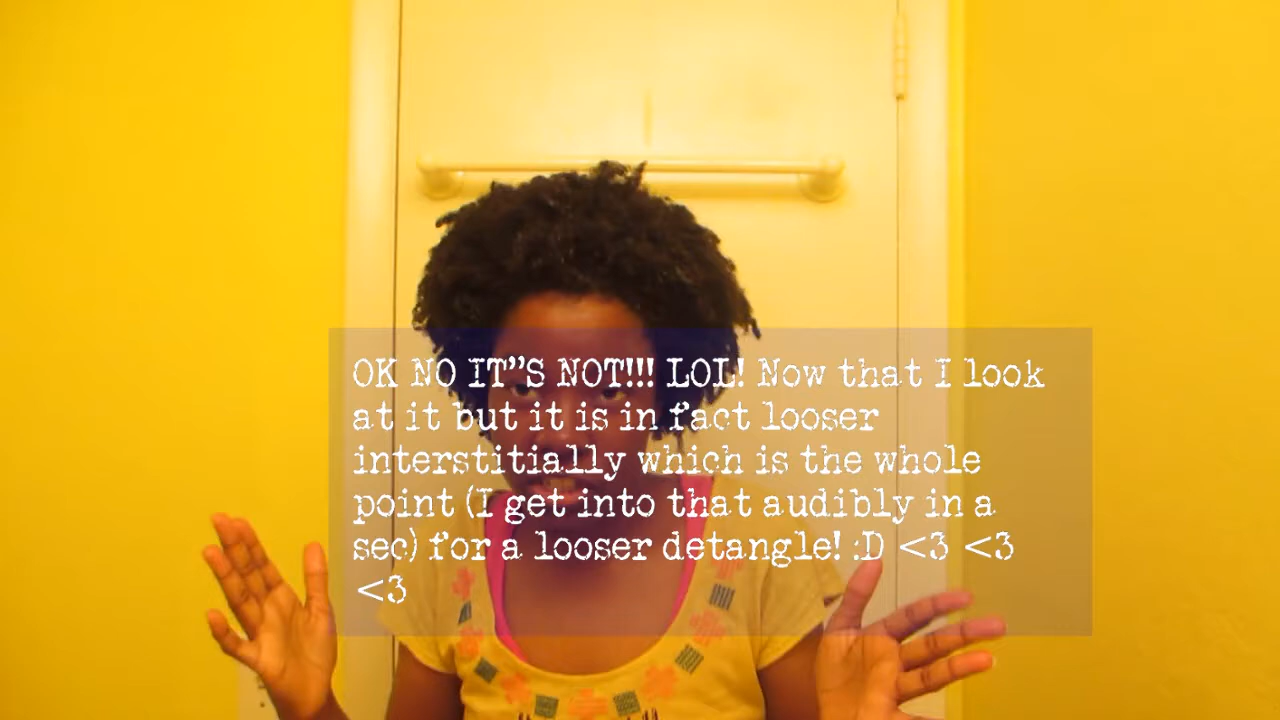 OK NO IT"S NOT!!! LOL! Now that I look
at it but it is in fact looser
interstitially which is the whole
point (I get into that audibly in a
sec) for a looser detangle! :D <3 <3
<3